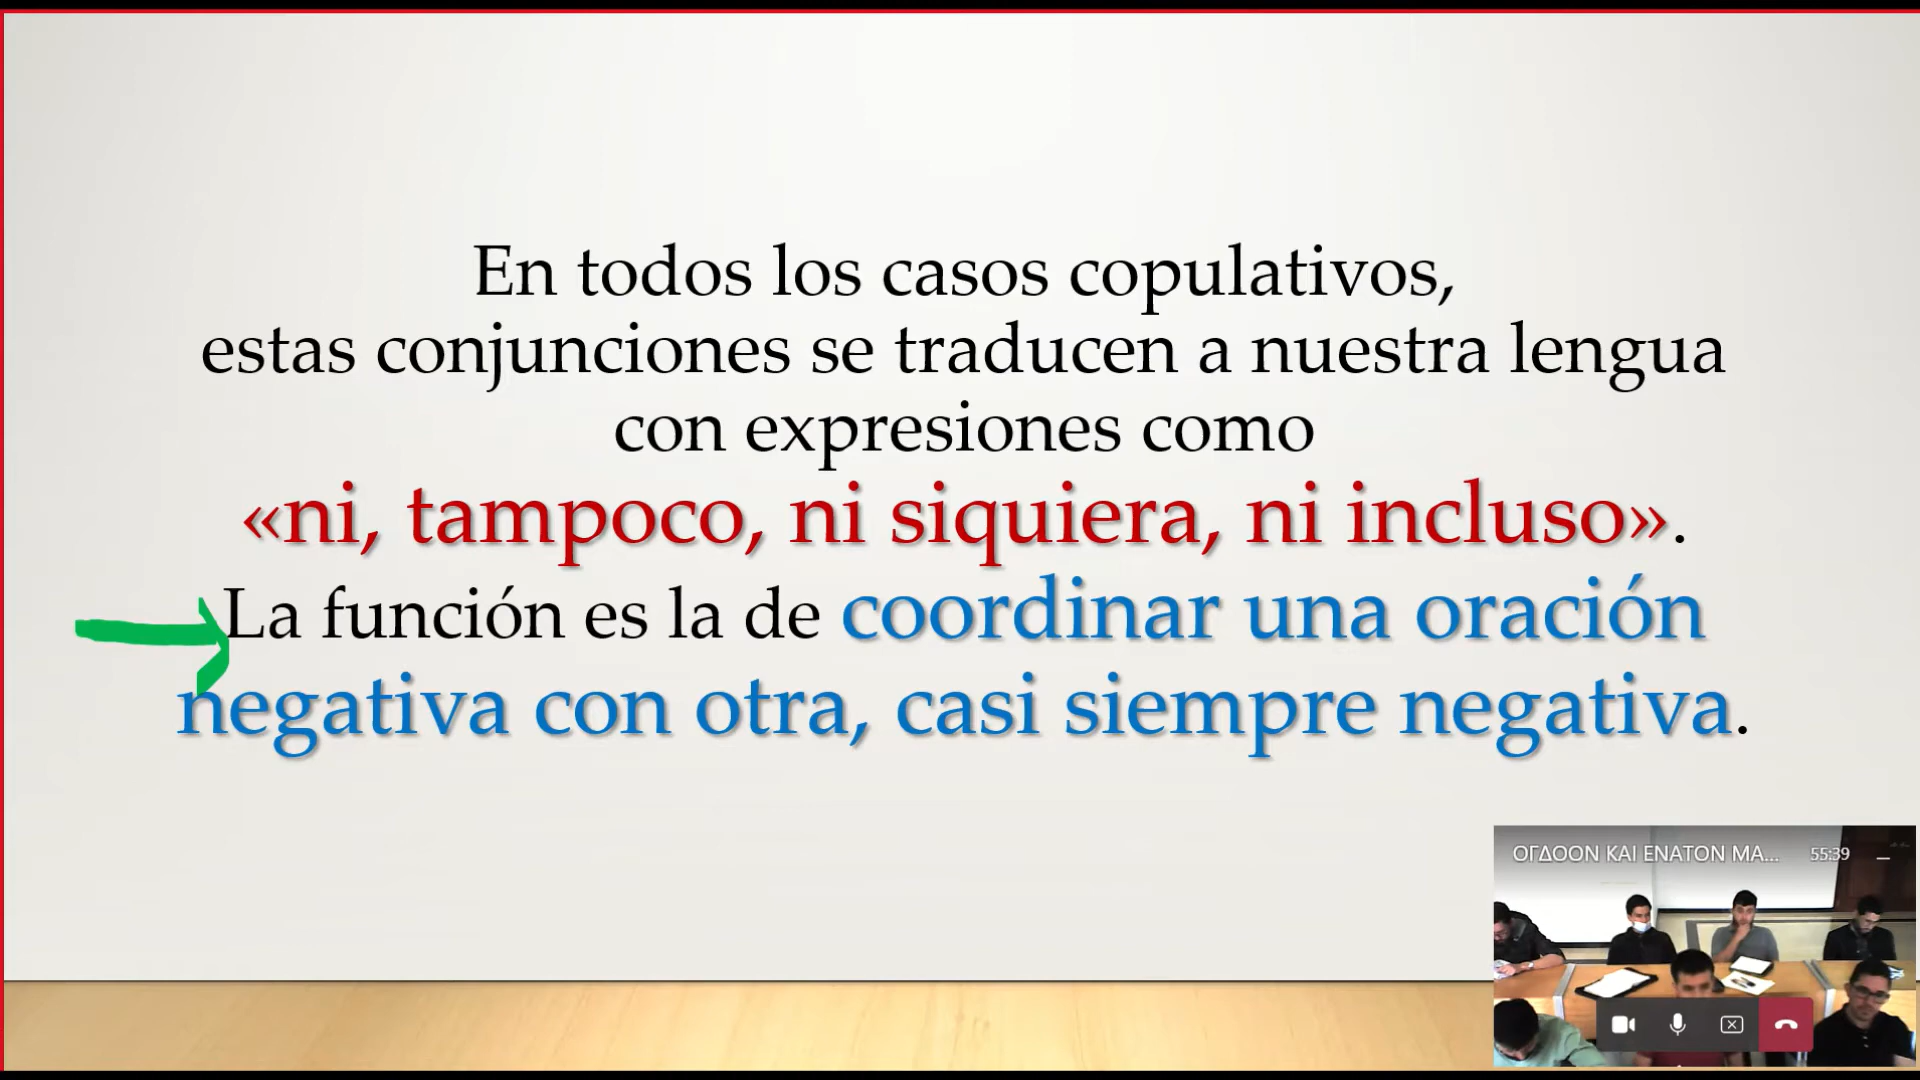 En todos los casos copulativos,
estas conjunciones se traducen a nuestra lengua
con expresiones como
«ni, tampoco, ni siquiera, ni incluso».
La función es la de coordinar una oración
negativa con otra, casi siempre negativa.
ΟΓΔΟΟΝ ΚΑΙ ΕΝΑΤΟΝ ΜΑ... 55:39